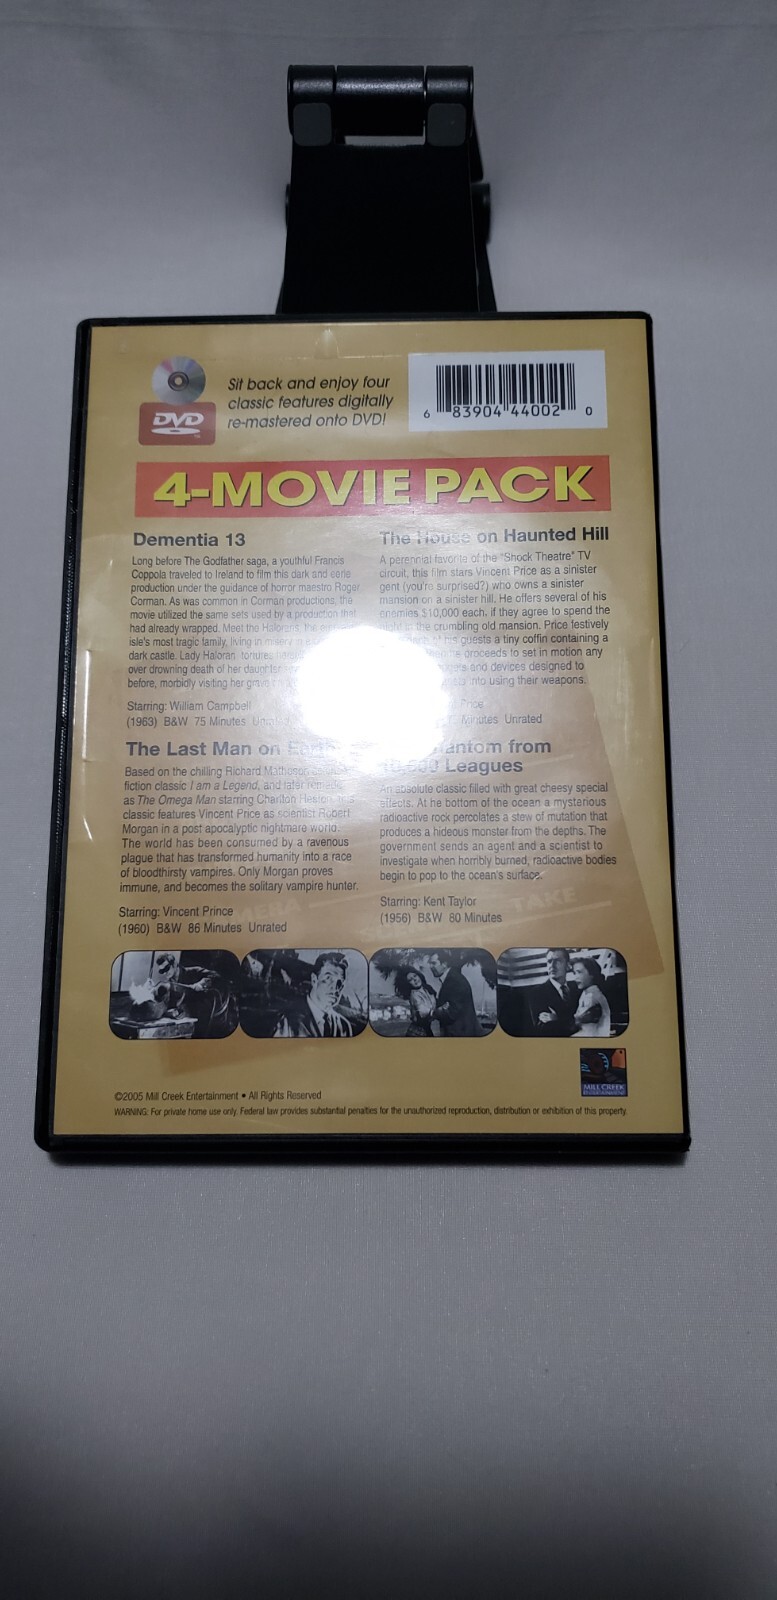 Sit back and enjoy four
classic features digitally
re-mastered onto DVD!
DVD
6 83904 44002 0
4-MOVIE PACK
Dementia 13
Long before The Godfather saga, a youthful Francis
Coppola traveled to Ireland to film this dark and eerie
production under the guidance of horror maestro Roger
Corman. As was common in Corman productions, the
movie utilized the same sets used by a production that
had already wrapped. Meet the Halorans, the
isle's most tragic family, living in misery in
dark castle. Lady Haloran tortures
over drowning death of her daughter
before, morbidly visiting her grave
Starring: William Campbell
(1963) B&W 75 Minutes
The House on Haunted Hill
A perennial favorite of the "Shock Theatre" TV
circuit, this film stars Vincent Price as a sinister
gent (you're surprised?) who owns a sinister
mansion on a sinister hill. He offers several of his
enemies $10,000 each, if they agree to spend the
night in the crumbling old mansion. Price festively
his guests a tiny coffin containing a
he proceeds to set in motion any
and devices designed to
into using their weapons.
Price
Minutes Unrated
The Last Man on
Based on the chilling Richard Matheson
fiction classic I am a Legend, and later remade
as The Omega Man starring Charlton Heston,
classic features Vincent Price as scientist Robert
Morgan in a post apocalyptic nightmare world.
The world has been consumed by a ravenous
plague that has transformed humanity into a race
of bloodthirsty vampires. Only Morgan proves
immune, and becomes the solitary vampire hunter.
Starring: Vincent Prince
(1960) B&W 86 Minutes Unrated
Phantom from
10,000 Leagues
An absolute classic filled with great cheesy special
effects. At he bottom of the ocean a mysterious
radioactive rock percolates a stew of mutation that
produces a hideous monster from the depths. The
government sends an agent and a scientist to
investigate when horribly burned, radioactive bodies
begin to pop to the ocean's surface.
Starring: Kent Taylor
(1956) B&W 80 Minutes
TAKE
MILL CREEK
ENTERTAINMENT
©2005 Mill Creek Entertainment • All Rights Reserved
WARNING: For private home use only. Federal law provides substantial penalties for the unauthorized reproduction, distribution or exhibition of this property.